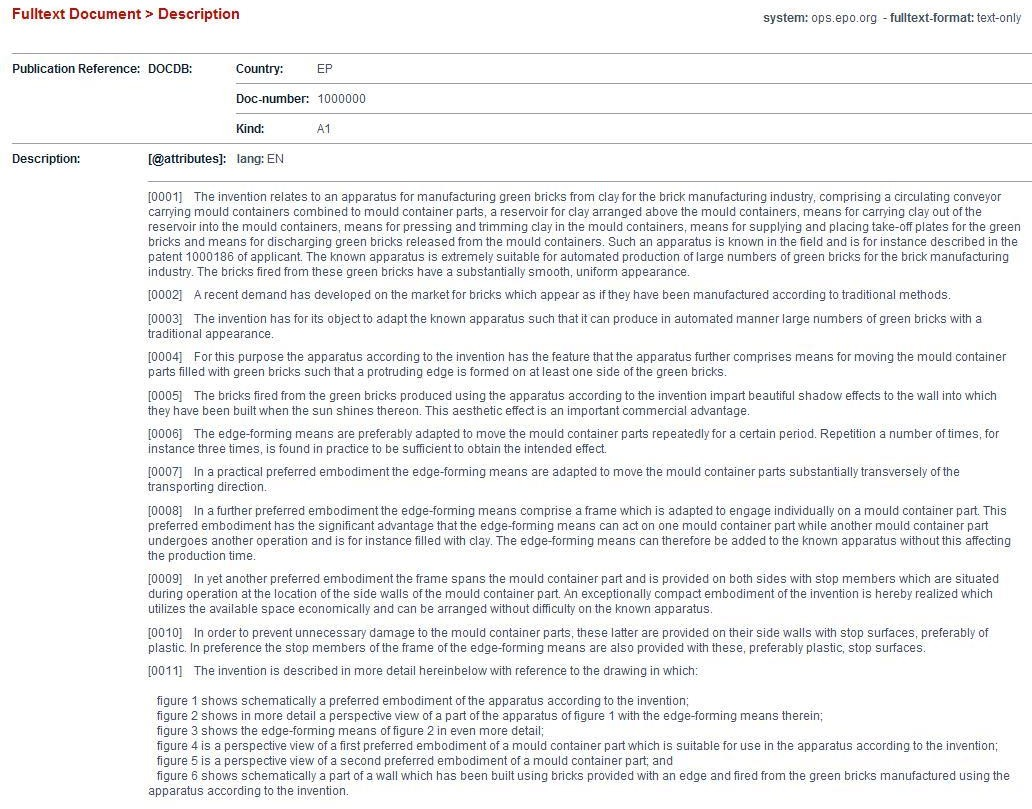 Fulltext Document > Description
system: ops.epo.org - fulltext-format: text-only
Publication Reference: DOCDB: Country: EP
Doc-number: 1000000
Kind: A1
Description: [@attributes]: lang: EN
[0001] The invention relates to an apparatus for manufacturing green bricks from clay for the brick manufacturing industry, comprising a circulating conveyor
carrying mould containers combined to mould container parts, a reservoir for clay arranged above the mould containers, means for carrying clay out of the
reservoir into the mould containers, means for pressing and trimming clay in the mould containers, means for supplying and placing take-off plates for the green
bricks and means for discharging green bricks released from the mould containers. Such an apparatus is known in the field and is for instance described in the
patent 1000186 of applicant. The known apparatus is extremely suitable for automated production of large numbers of green bricks for the brick manufacturing
industry. The bricks fired from these green bricks have a substantially smooth, uniform appearance.
[0002] A recent demand has developed on the market for bricks which appear as if they have been manufactured according to traditional methods.
[0003] The invention has for its object to adapt the known apparatus such that it can produce in automated manner large numbers of green bricks with a
traditional appearance.
[0004] For this purpose the apparatus according to the invention has the feature that the apparatus further comprises means for moving the mould container
parts filled with green bricks such that a protruding edge is formed on at least one side of the green bricks.
[0005] The bricks fired from the green bricks produced using the apparatus according to the invention impart beautiful shadow effects to the wall into which
they have been built when the sun shines thereon. This aesthetic effect is an important commercial advantage.
[0006] The edge-forming means are preferably adapted to move the mould container parts repeatedly for a certain period. Repetition a number of times, for
instance three times, is found in practice to be sufficient to obtain the intended effect.
[0007] In a practical preferred embodiment the edge-forming means are adapted to move the mould container parts substantially transversely of the
transporting direction.
[0008] In a further preferred embodiment the edge-forming means comprise a frame which is adapted to engage individually on a mould container part. This
preferred embodiment has the significant advantage that the edge-forming means can act on one mould container part while another mould container part
undergoes another operation and is for instance filled with clay. The edge-forming means can therefore be added to the known apparatus without this affecting
the production time.
[0009] In yet another preferred embodiment the frame spans the mould container part and is provided on both sides with stop members which are situated
during operation at the location of the side walls of the mould container part. An exceptionally compact embodiment of the invention is hereby realized which
utilizes the available space economically and can be arranged without difficulty on the known apparatus.
[0010] In order to prevent unnecessary damage to the mould container parts, these latter are provided on their side walls with stop surfaces, preferably of
plastic. In preference the stop members of the frame of the edge-forming means are also provided with these, preferably plastic, stop surfaces.
[0011] The invention is described in more detail hereinbelow with reference to the drawing in which:
figure 1 shows schematically a preferred embodiment of the apparatus according to the invention;
figure 2 shows in more detail a perspective view of a part of the apparatus of figure 1 with the edge-forming means therein;
figure 3 shows the edge-forming means of figure 2 in even more detail;
figure 4 is a perspective view of a first preferred embodiment of a mould container part which is suitable for use in the apparatus according to the invention;
figure 5 is a perspective view of a second preferred embodiment of a mould container part; and
figure 6 shows schematically a part of a wall which has been built using bricks provided with an edge and fired from the green bricks manufactured using the
apparatus according to the invention.